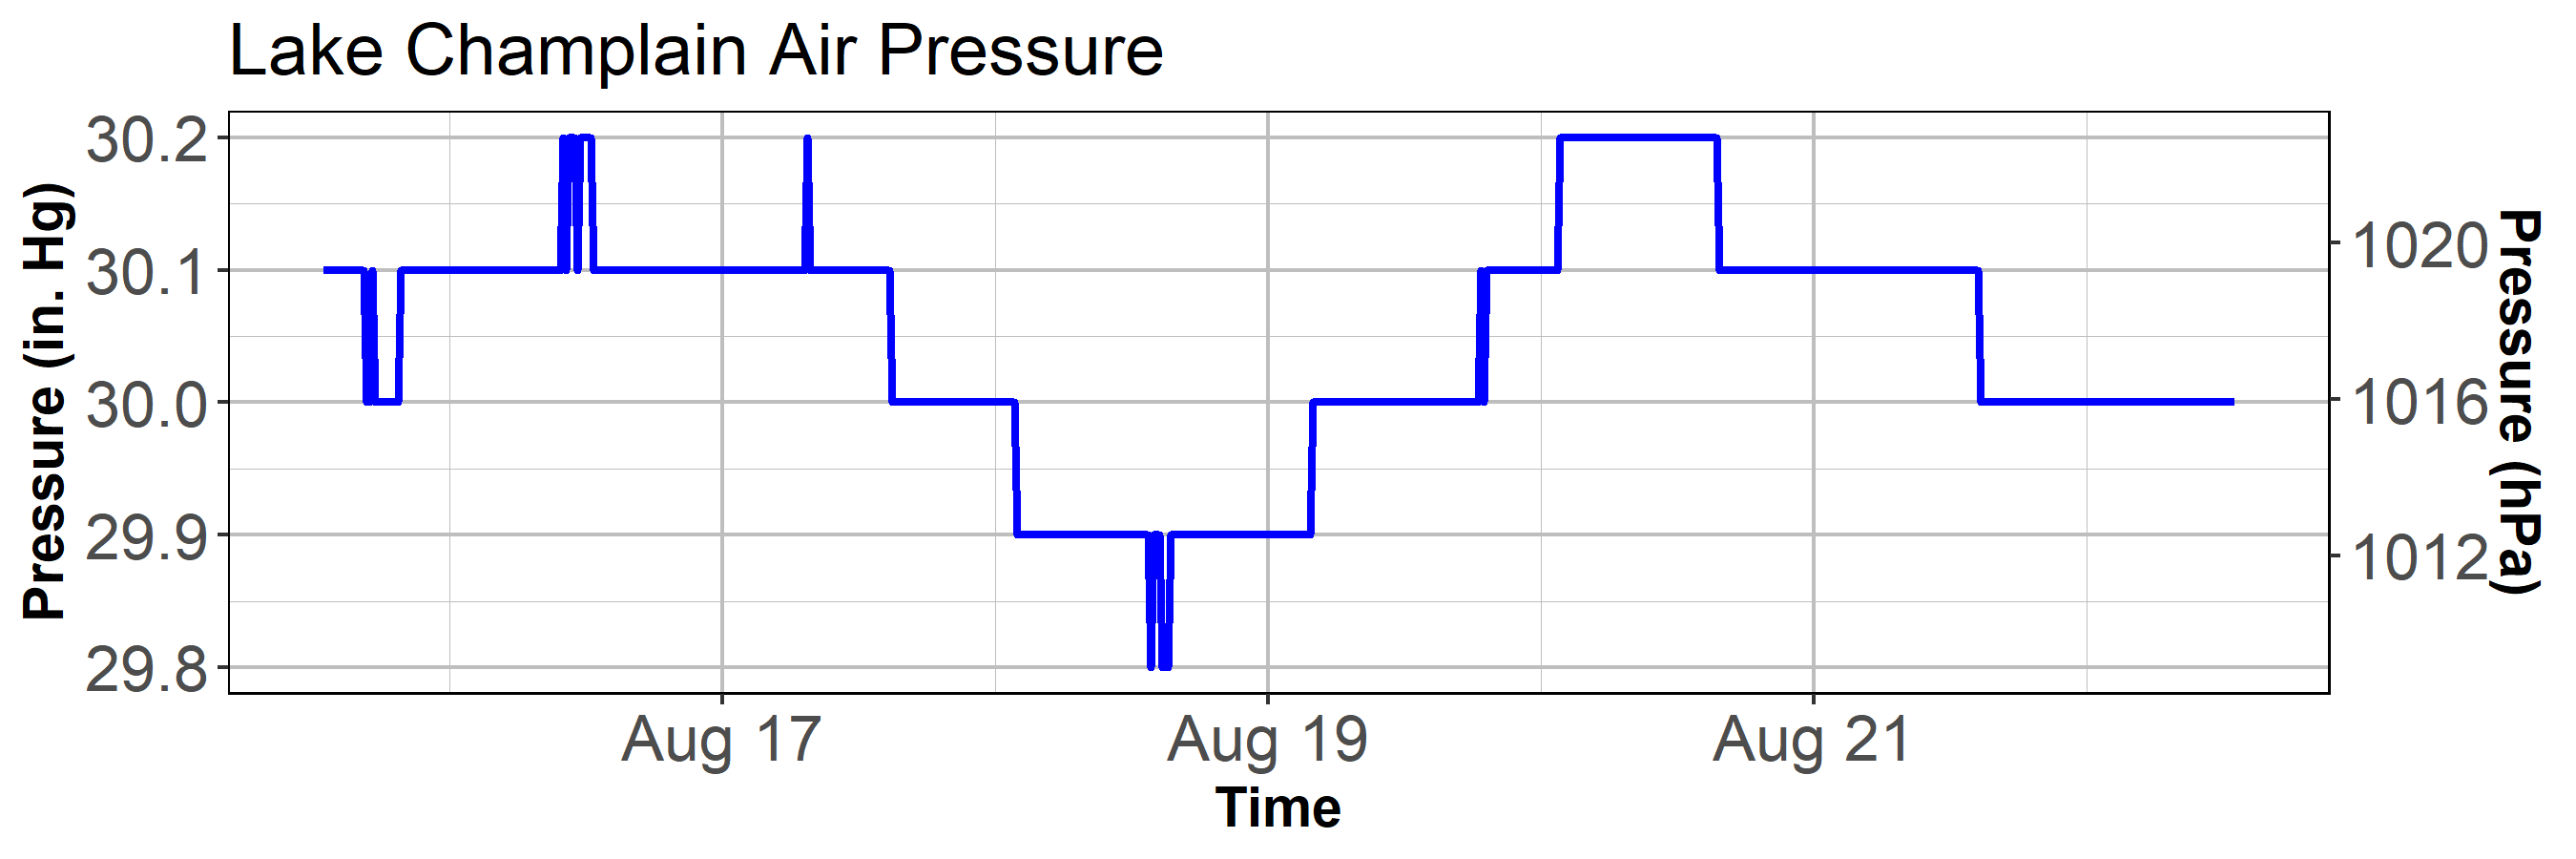 Lake Champlain Air Pressure
Pressure (in. Hg)
30.2
30.1
30.0
29.9
29.8
1020
1016
1012
Pressure (hPa)
Aug 17
Aug 19
Aug 21
Time